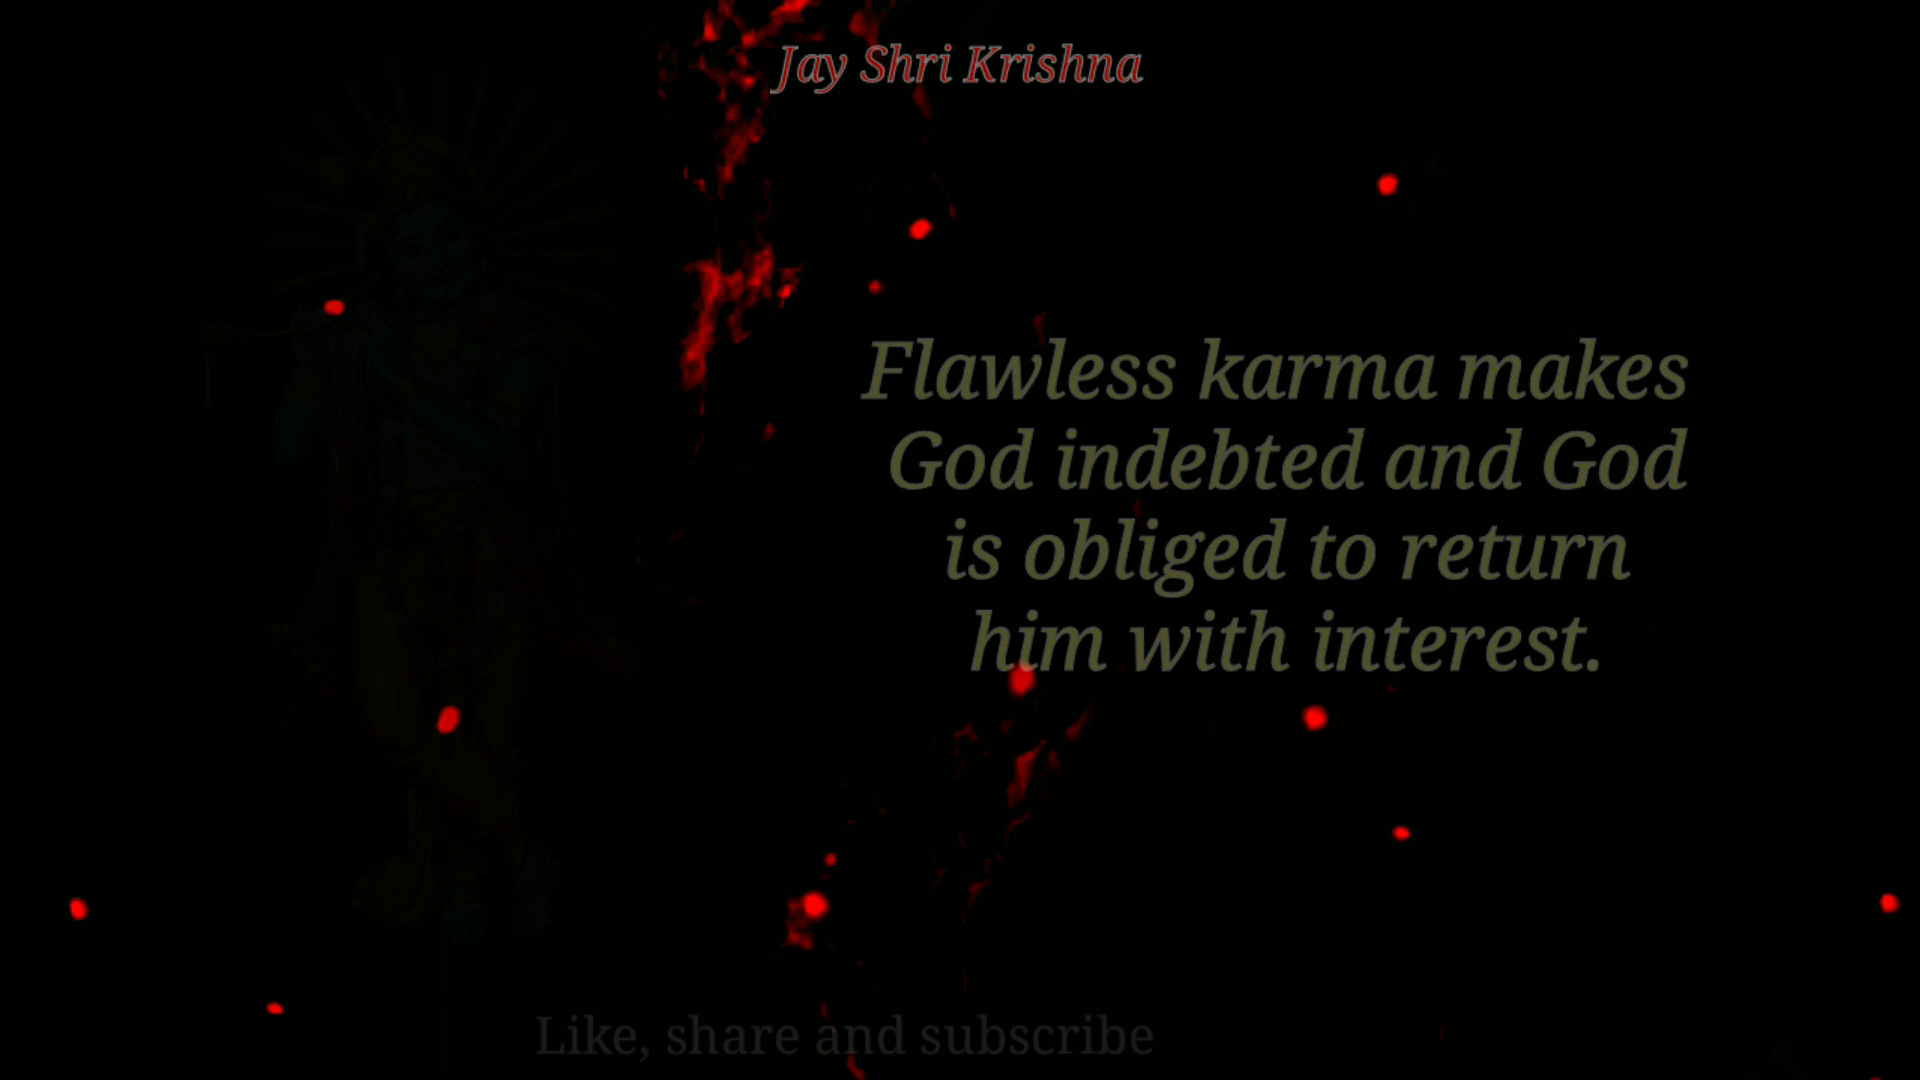 Jay Shri Krishna
Flawless karma makes
God indebted and God
is obliged to return
him with interest.
Like, share and subscribe